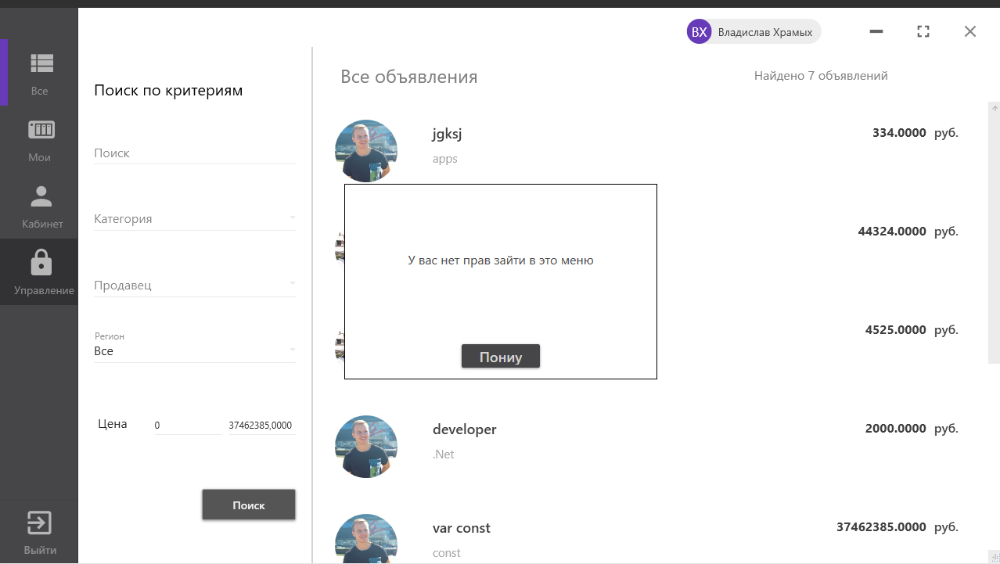 ВХ Владислав Храмых
Все
Мои
Кабинет
Управление
Выйти
Поиск по критериям
Поиск
Категория
Продавец
Регион
Все
Цена 0 37462385,0000
Поиск
Все объявления
Найдено 7 объявлений
jgksj 334.0000 руб.
apps
44324.0000 руб.
4525.0000 руб.
У вас нет прав зайти в это меню
Пониу
developer 2000.0000 руб.
.Net
var const 37462385.0000 руб.
const